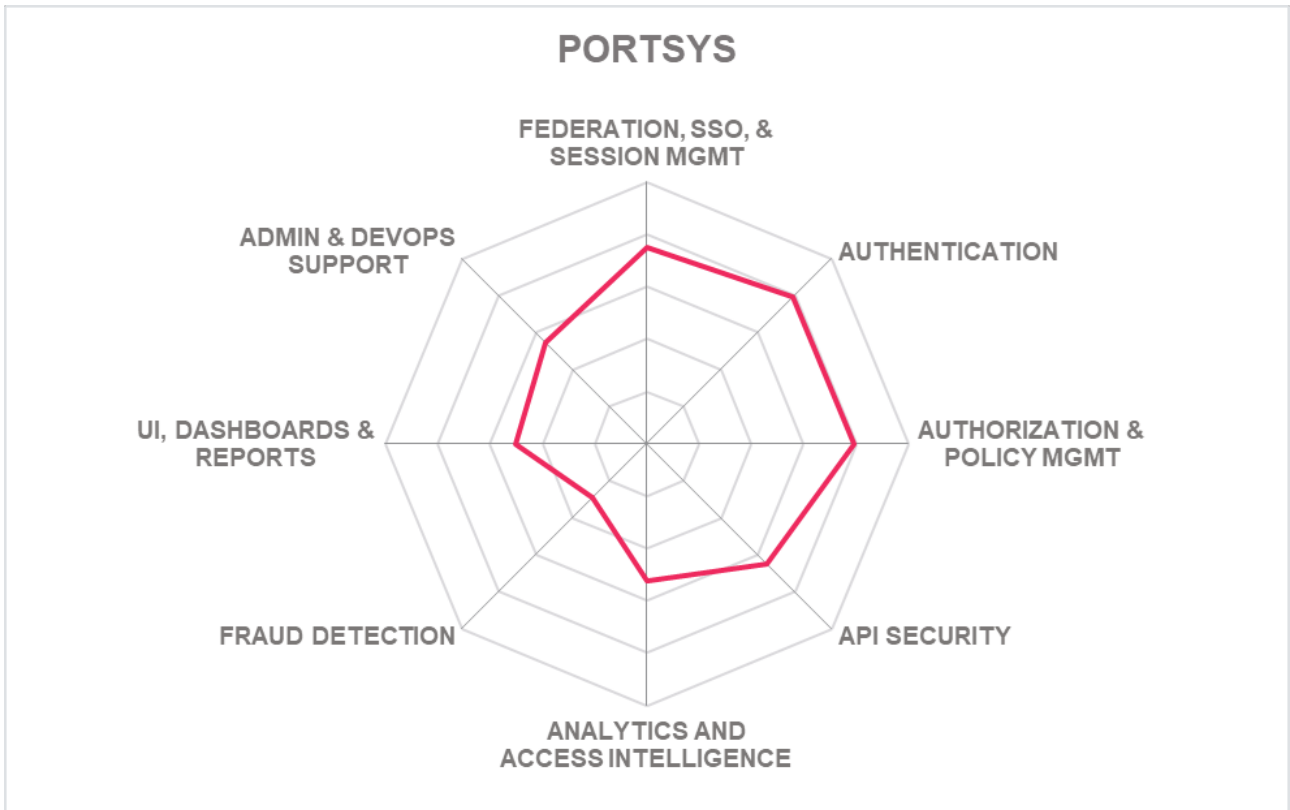 PORTSYS
FEDERATION, SSO, &
SESSION MGMT
AUTHENTICATION
AUTHORIZATION &
POLICY MGMT
API SECURITY
ANALYTICS AND
ACCESS INTELLIGENCE
FRAUD DETECTION
UI, DASHBOARDS &
REPORTS
ADMIN & DEVOPS
SUPPORT